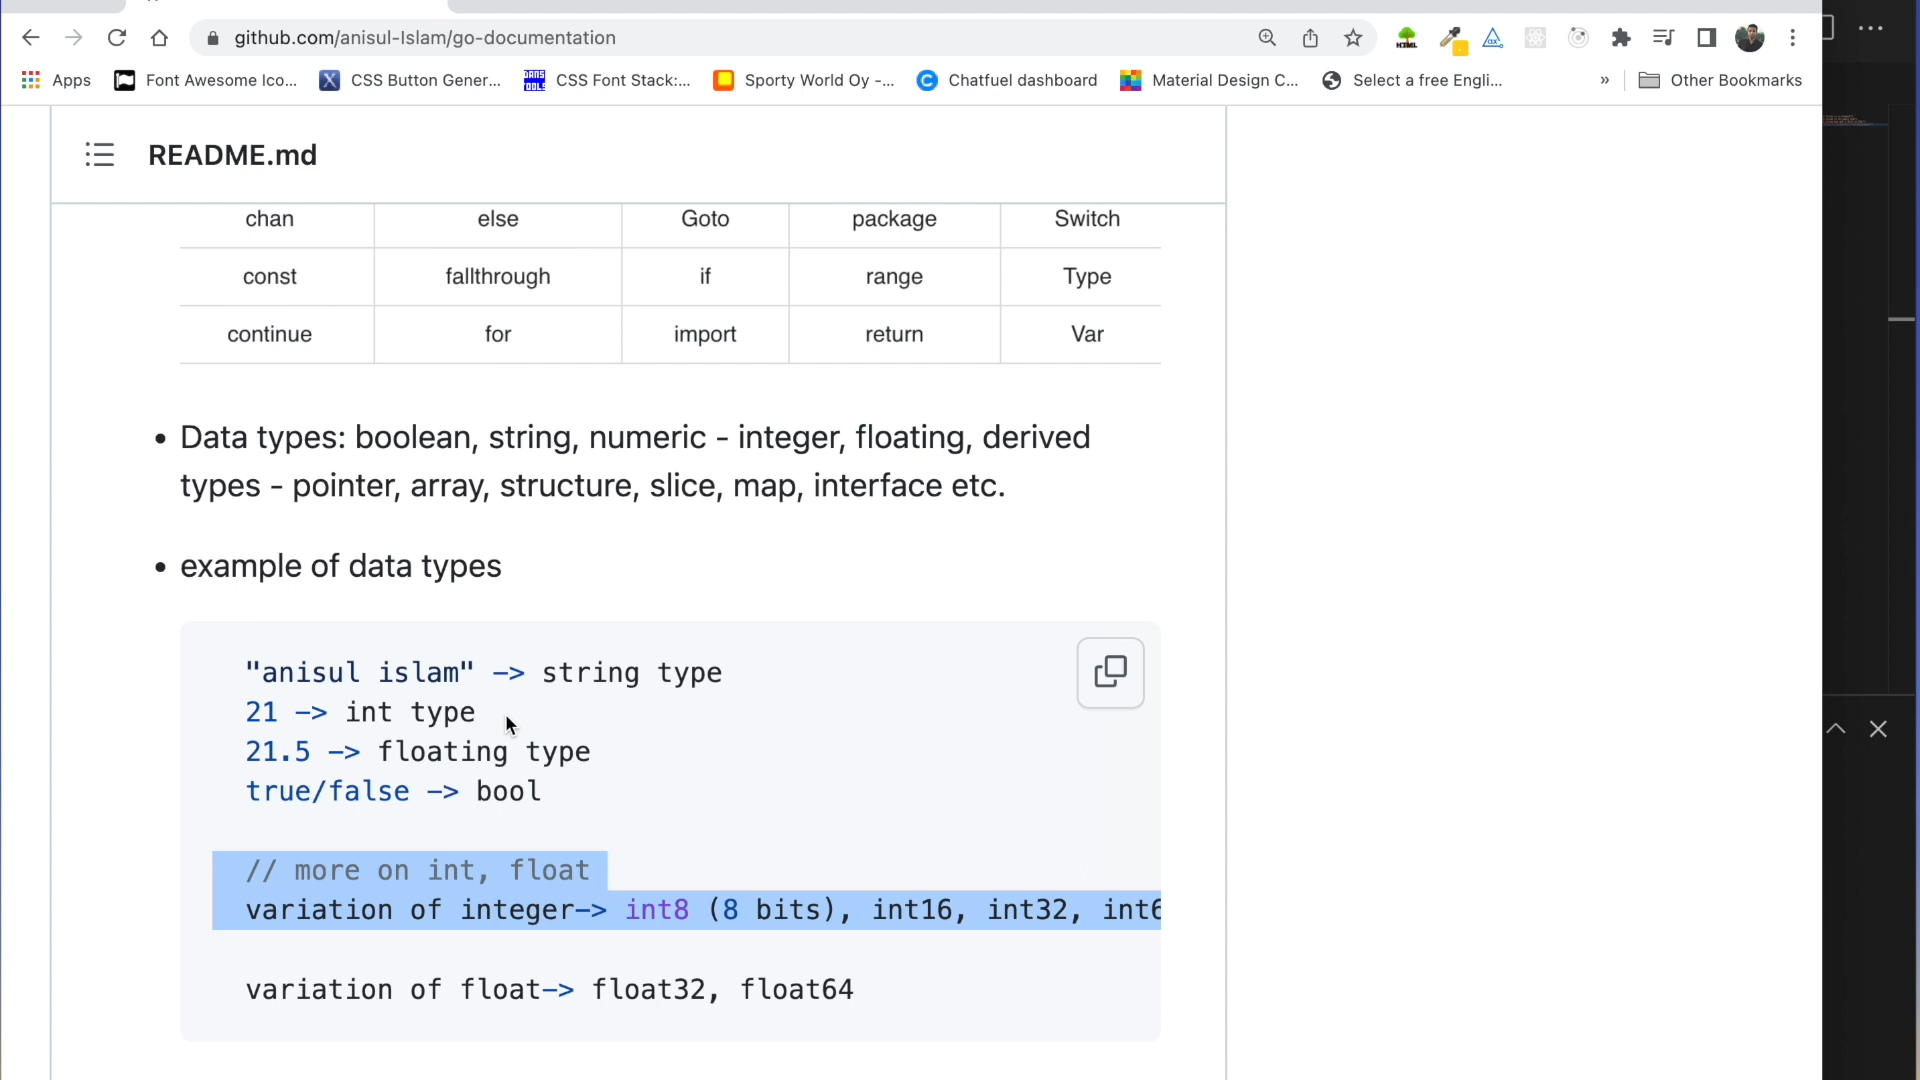 github.com/anisul-Islam/go-documentation
Apps Font Awesome Ico... CSS Button Gener... CSS Font Stack:... Sporty World Oy -... Chatfuel dashboard Material Design C... Select a free Engli... » Other Bookmarks
README.md
chan else Goto package Switch
const fallthrough if range Type
continue for import return Var
• Data types: boolean, string, numeric - integer, floating, derived
types - pointer, array, structure, slice, map, interface etc.
• example of data types
"anisul islam" -> string type
21 -> int type
21.5 -> floating type
true/false -> bool
// more on int, float
variation of integer-> int8 (8 bits), int16, int32, int6
variation of float-> float32, float64